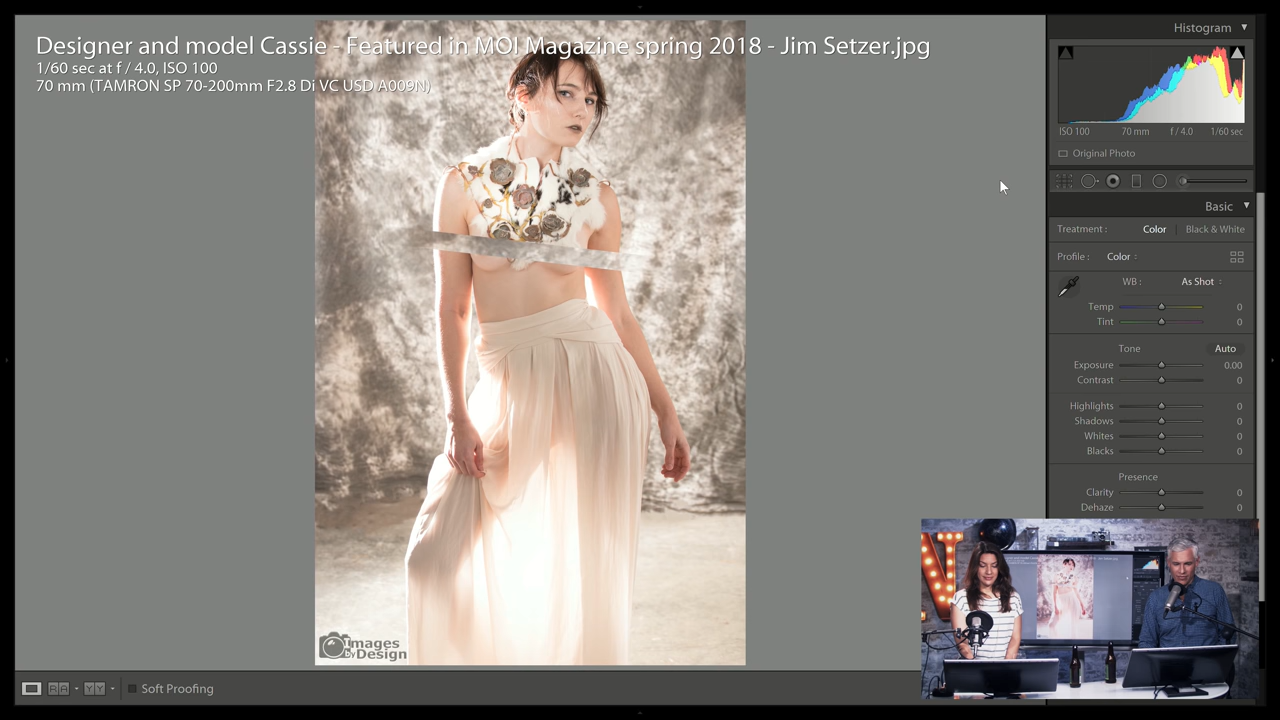 Designer and model Cassie - Featured in MOI Magazine spring 2018 - Jim Setzer.jpg
1/60 sec at f / 4.0, ISO 100
70 mm (TAMRON SP 70-200mm F2.8 Di VC USD A009N)
Histogram
ISO 100 70 mm f / 4.0 1/60 sec
Original Photo
Basic
Treatment : Color Black & White
Profile : Color
WB : As Shot
Temp 0
Tint 0
Tone Auto
Exposure 0.00
Contrast 0
Highlights 0
Shadows 0
Whites 0
Blacks 0
Presence
Clarity 0
Dehaze 0
Images
by Design
R A Y Y Soft Proofing